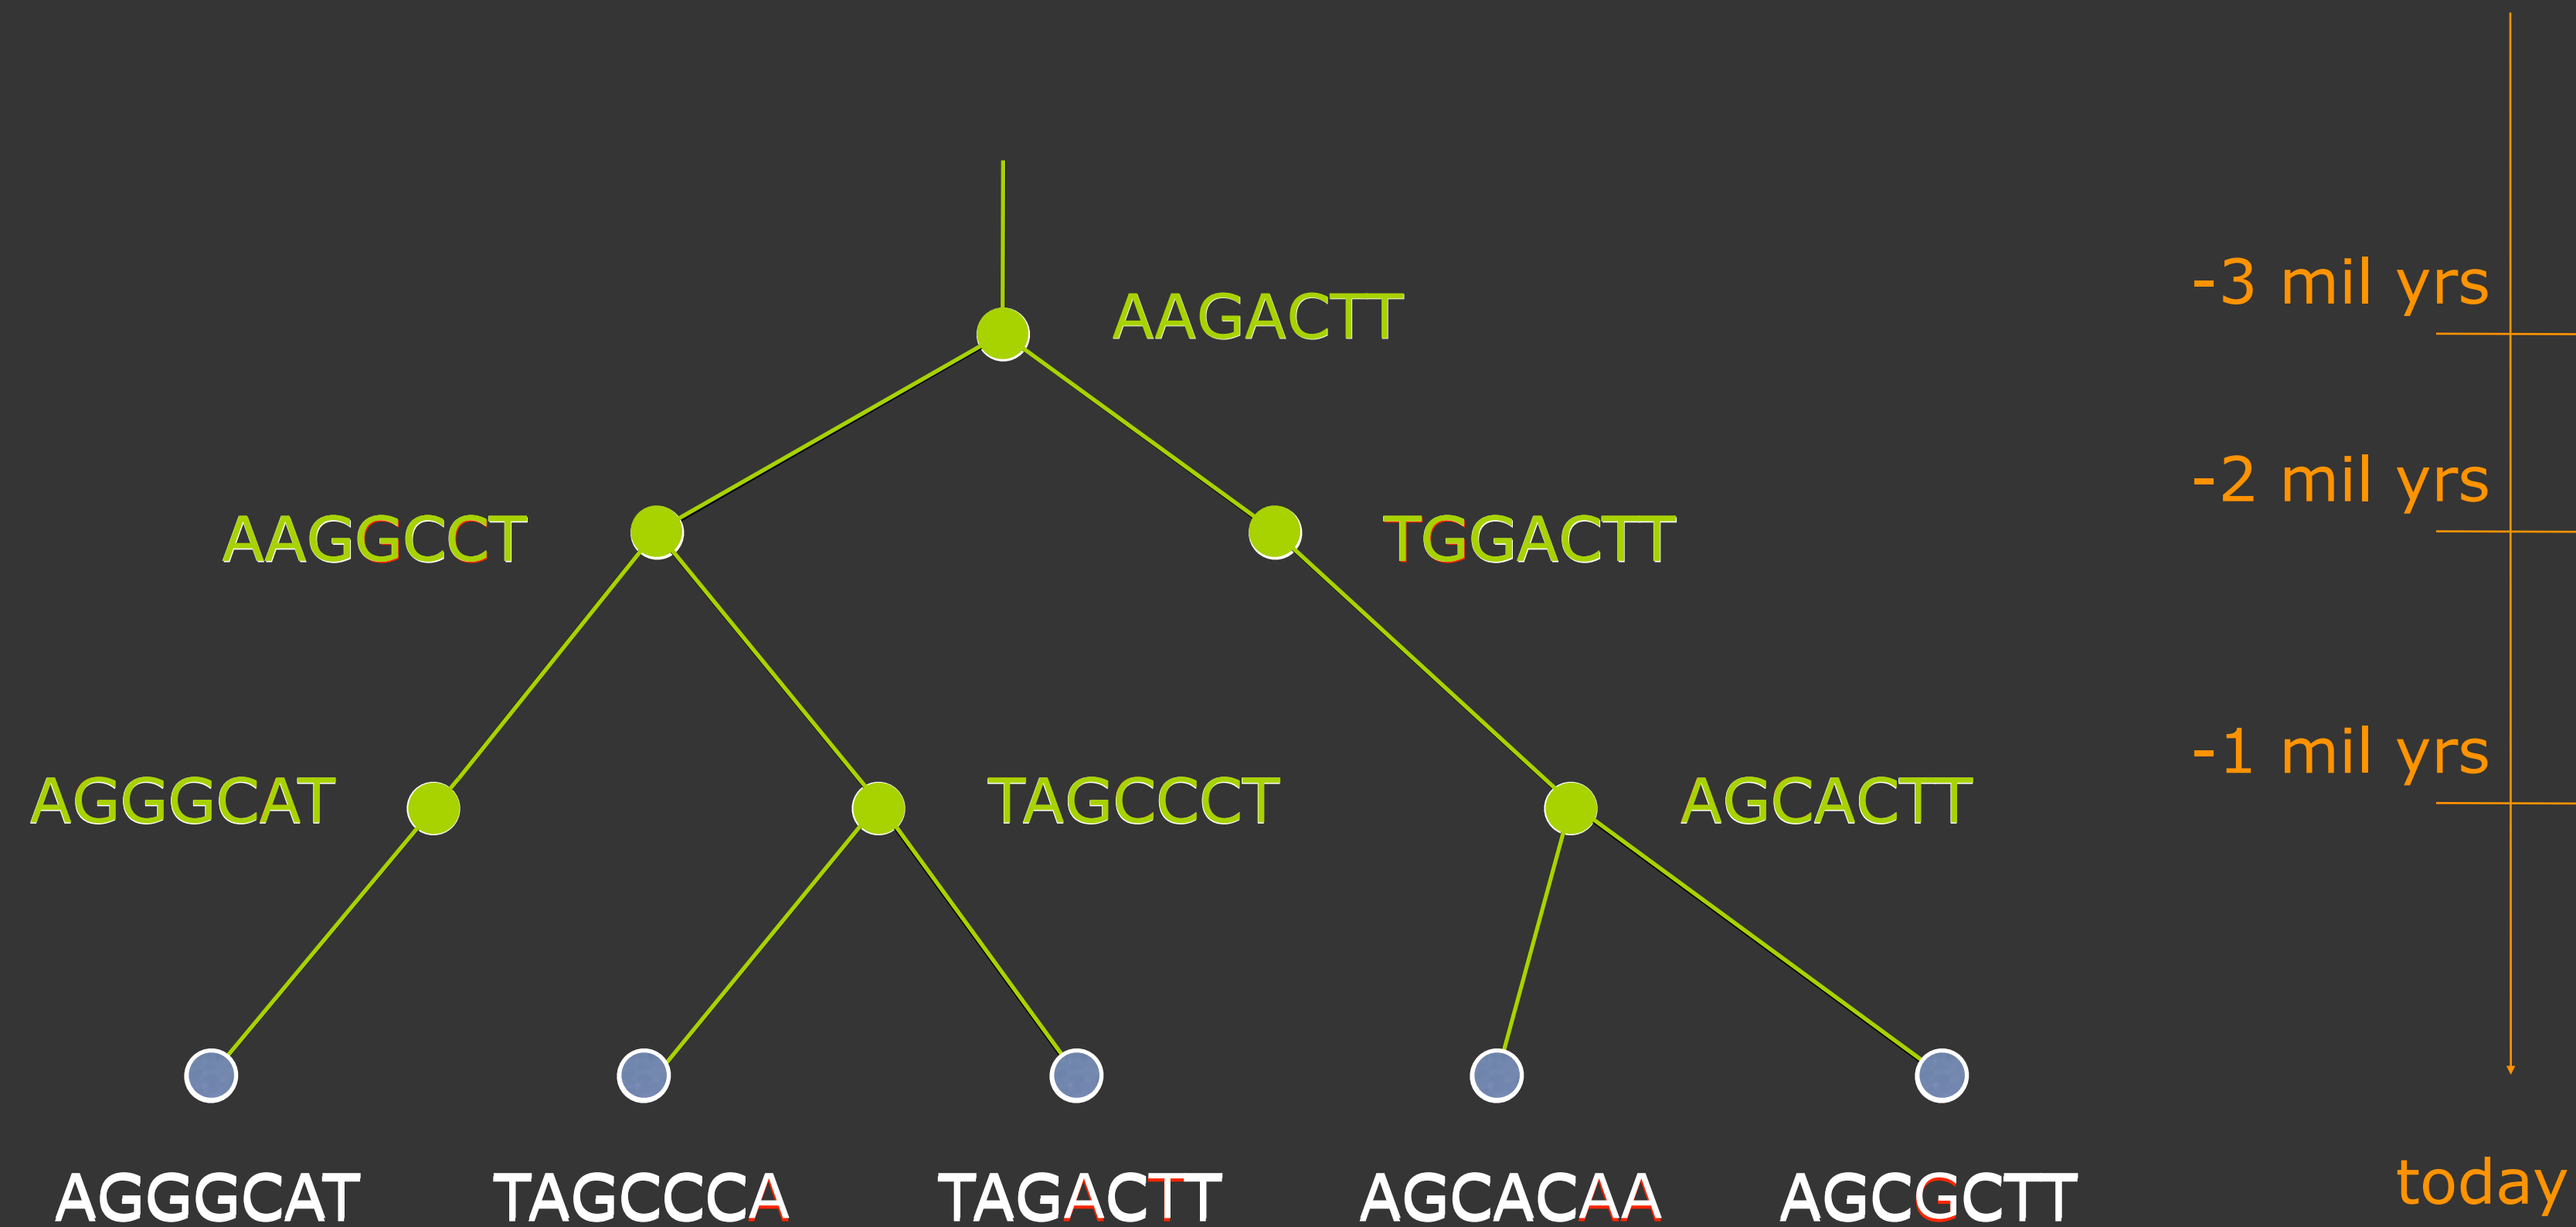 -3 mil yrs
AAGACTT
-2 mil yrs
AAGGCCT
TGGACTT
-1 mil yrs
AGGGCAT
TAGCCCT
AGCACTT
AGGGCAT
TAGCCCA
TAGACTT
AGCACAA
AGCGCTT
today